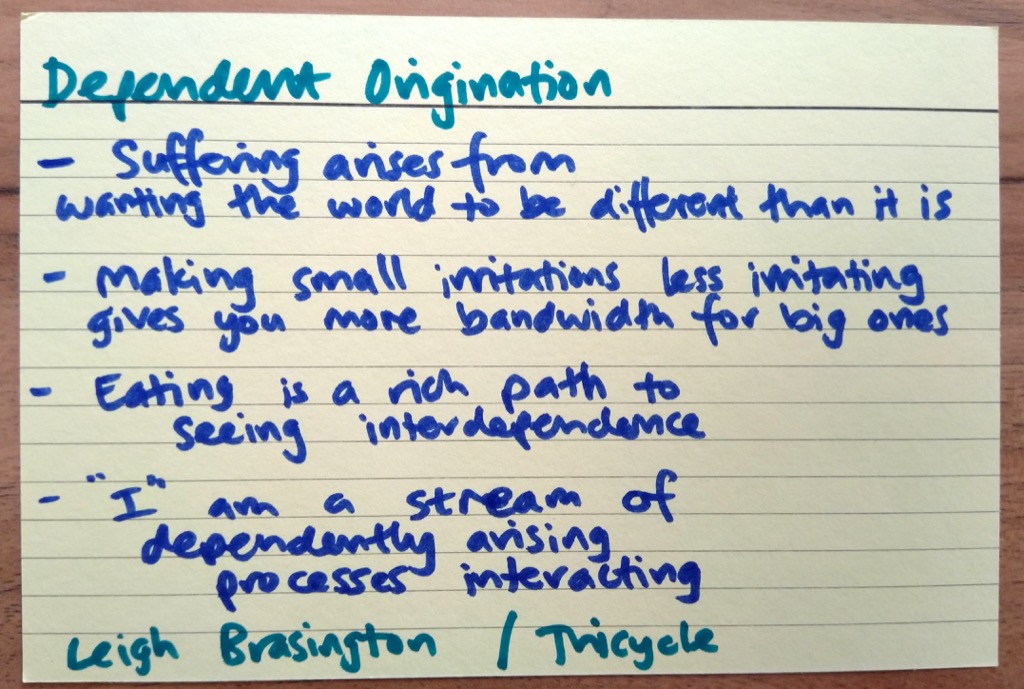 Dependent Origination
- Suffering arises from
wanting the world to be different than it is
- Making small irritations less irritating
gives you more bandwidth for big ones
- Eating is a rich path to
seeing interdependence
- "I" am a stream of
dependently arising
processes interacting
Leigh Brasington / Tricycle